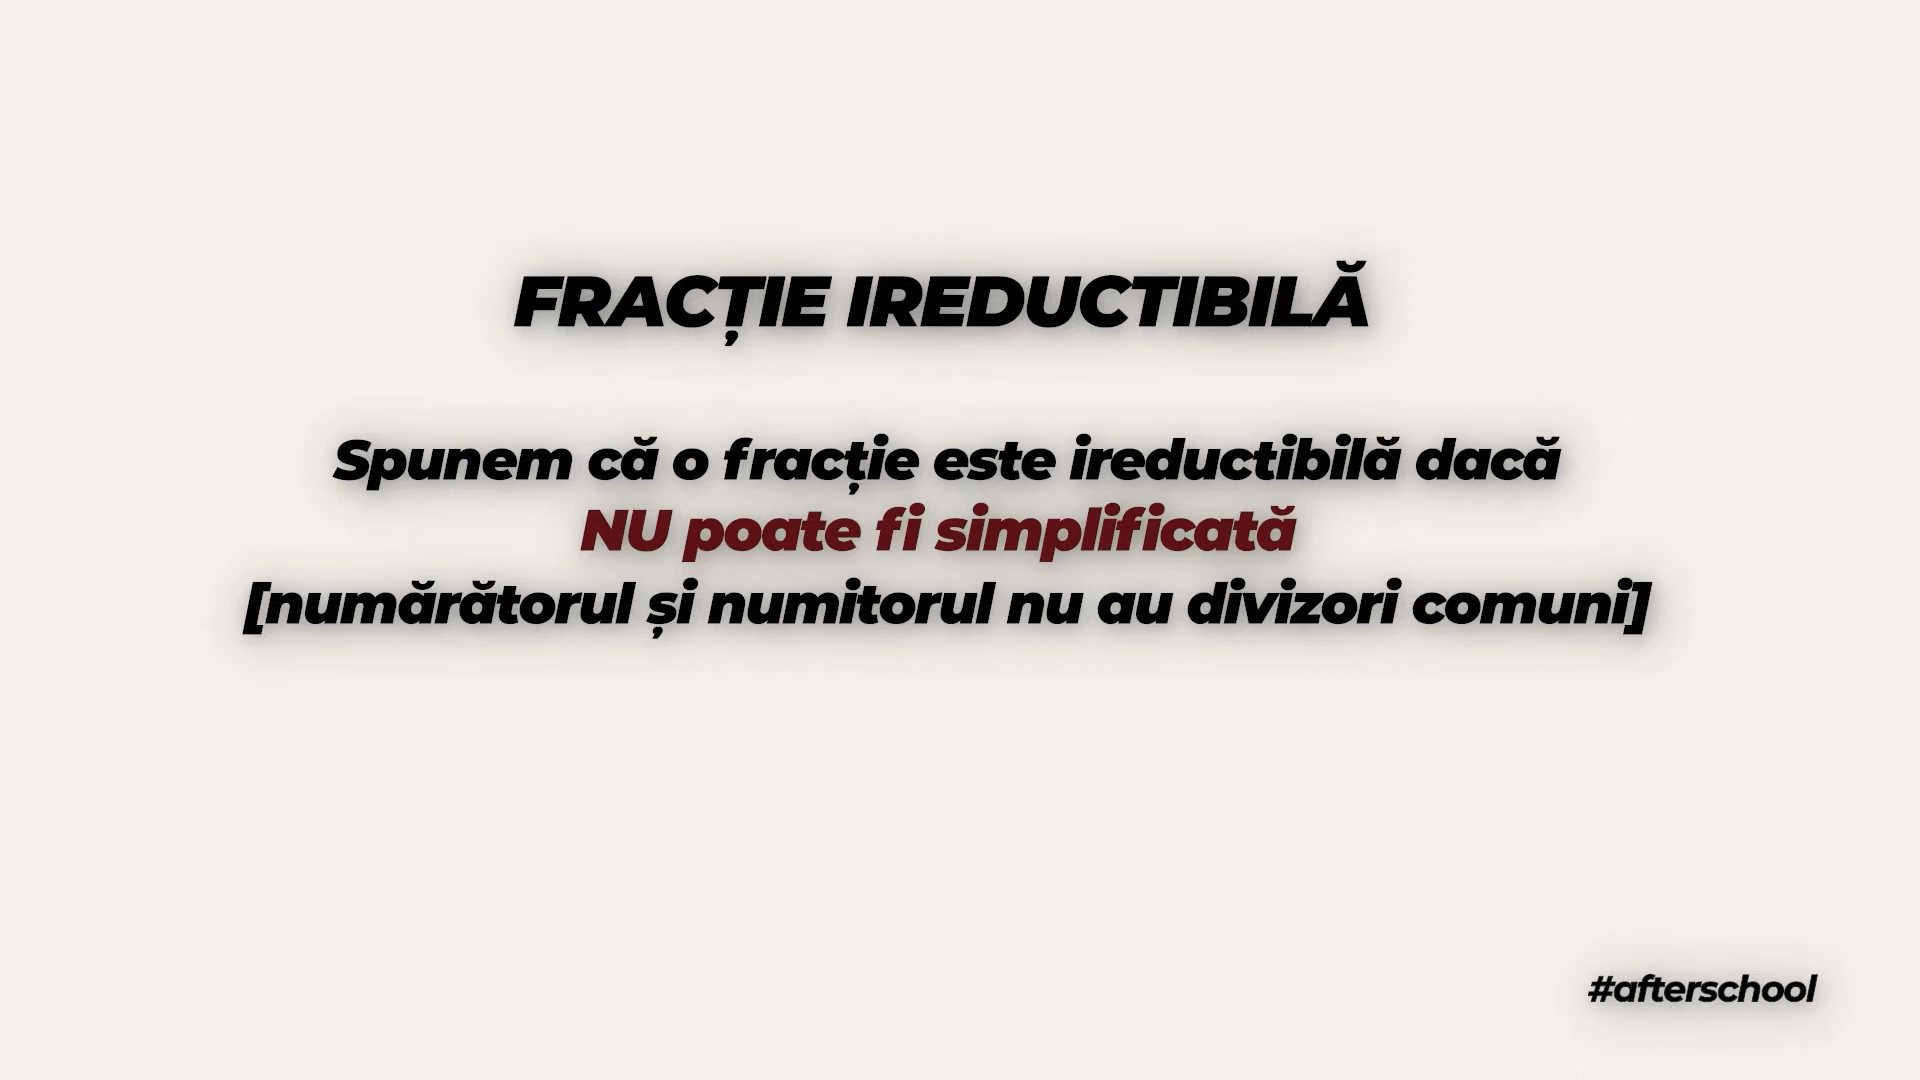 FRACȚIE IREDUCTIBILĂ
Spunem că o fracție este ireductibilă dacă
NU poate fi simplificată
[numărătorul și numitorul nu au divizori comuni]
#afterschool